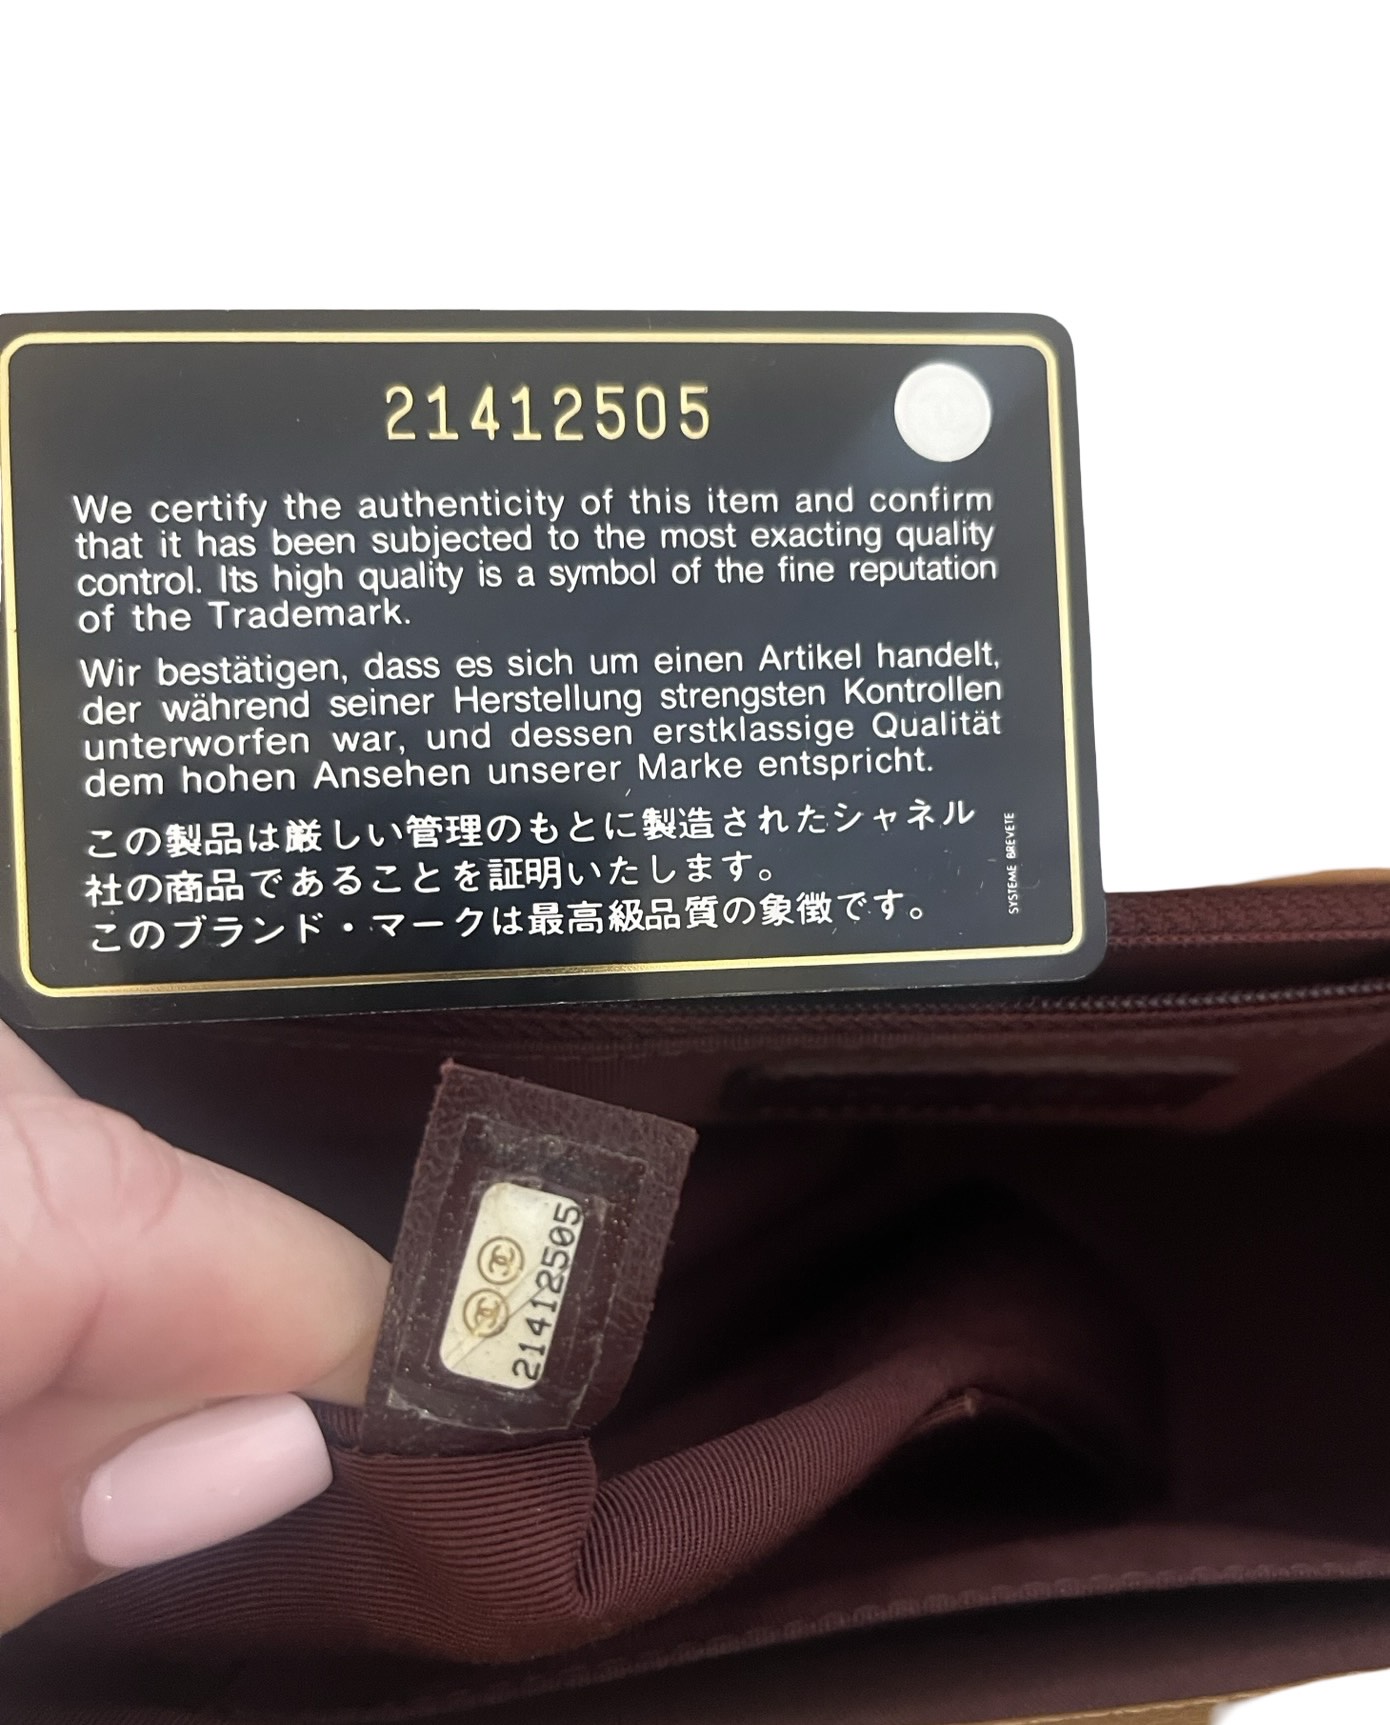 21412505
We certify the authenticity of this item and confirm
that it has been subjected to the most exacting quality
control. Its high quality is a symbol of the fine reputation
of the Trademark.
Wir bestätigen, dass es sich um einen Artikel handelt,
der während seiner Herstellung strengsten Kontrollen
unterworfen war, und dessen erstklassige Qualität
dem hohen Ansehen unserer Marke entspricht.
この製品は厳しい管理のもとに製造されたシャネル
社の商品であることを証明いたします。
このブランド・マークは最高級品質の象徴です。
SYSTEME BREVETE
21412505